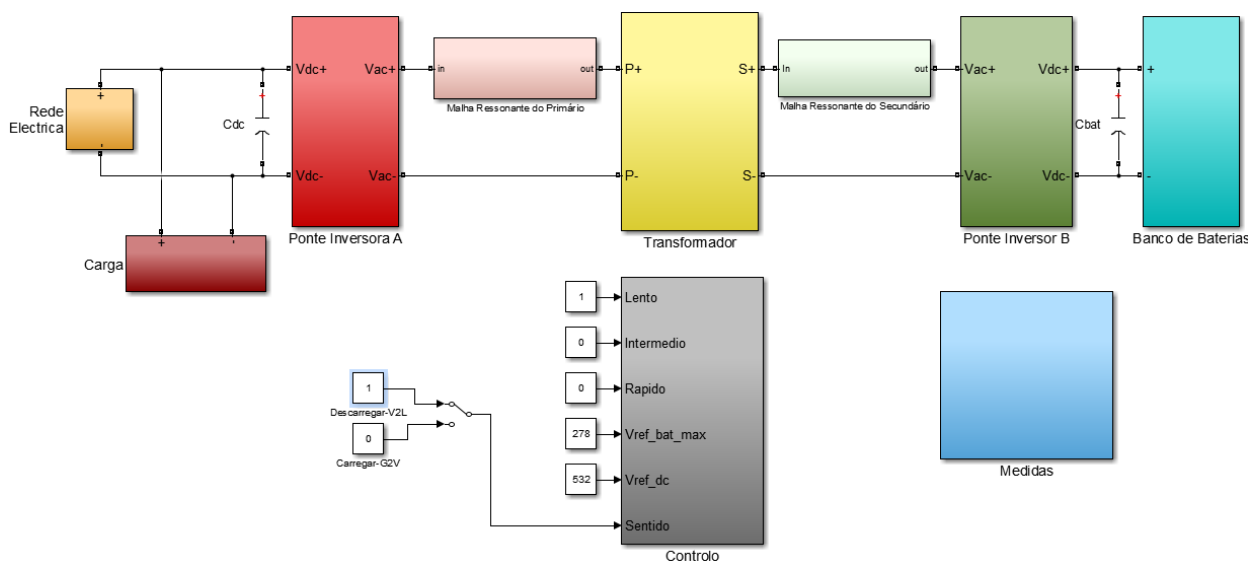 Rede
Electrica
+
-
Cdc
+
Vdc+
Vac+
Vdc-
Vac-
Ponte Inversora A
in
out
Malha Ressonante do Primário
P+
S+
P-
S-
Transformador
In
out
Malha Ressonante do Secundário
Vac+
Vdc+
Vac-
Vdc-
Ponte Inversor B
Cbat
+
+
-
Banco de Baterias
Carga
+
-
1
Lento
0
Intermedio
0
Rapido
278
Vref_bat_max
532
Vref_dc
Sentido
Controlo
1
Descarregar-V2L
0
Carregar-G2V
Medidas